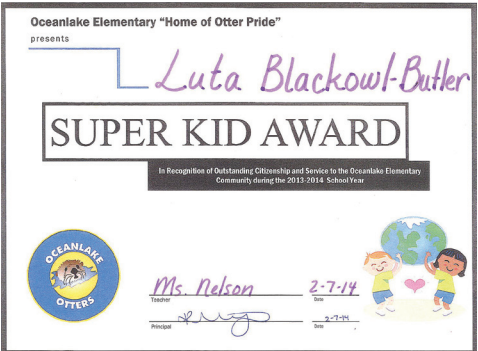 Oceanlake Elementary “Home of Otter Pride”
presents
Luta Blackowl-Butler
SUPER KID AWARD
In Recognition of Outstanding Citizenship and Service to the Oceanlake Elementary
Community during the 2013-2014 School Year
OCEANLAKE
OTTERS
Ms. Nelson 2-7-14
Teacher Date
2-7-14
Principal Date